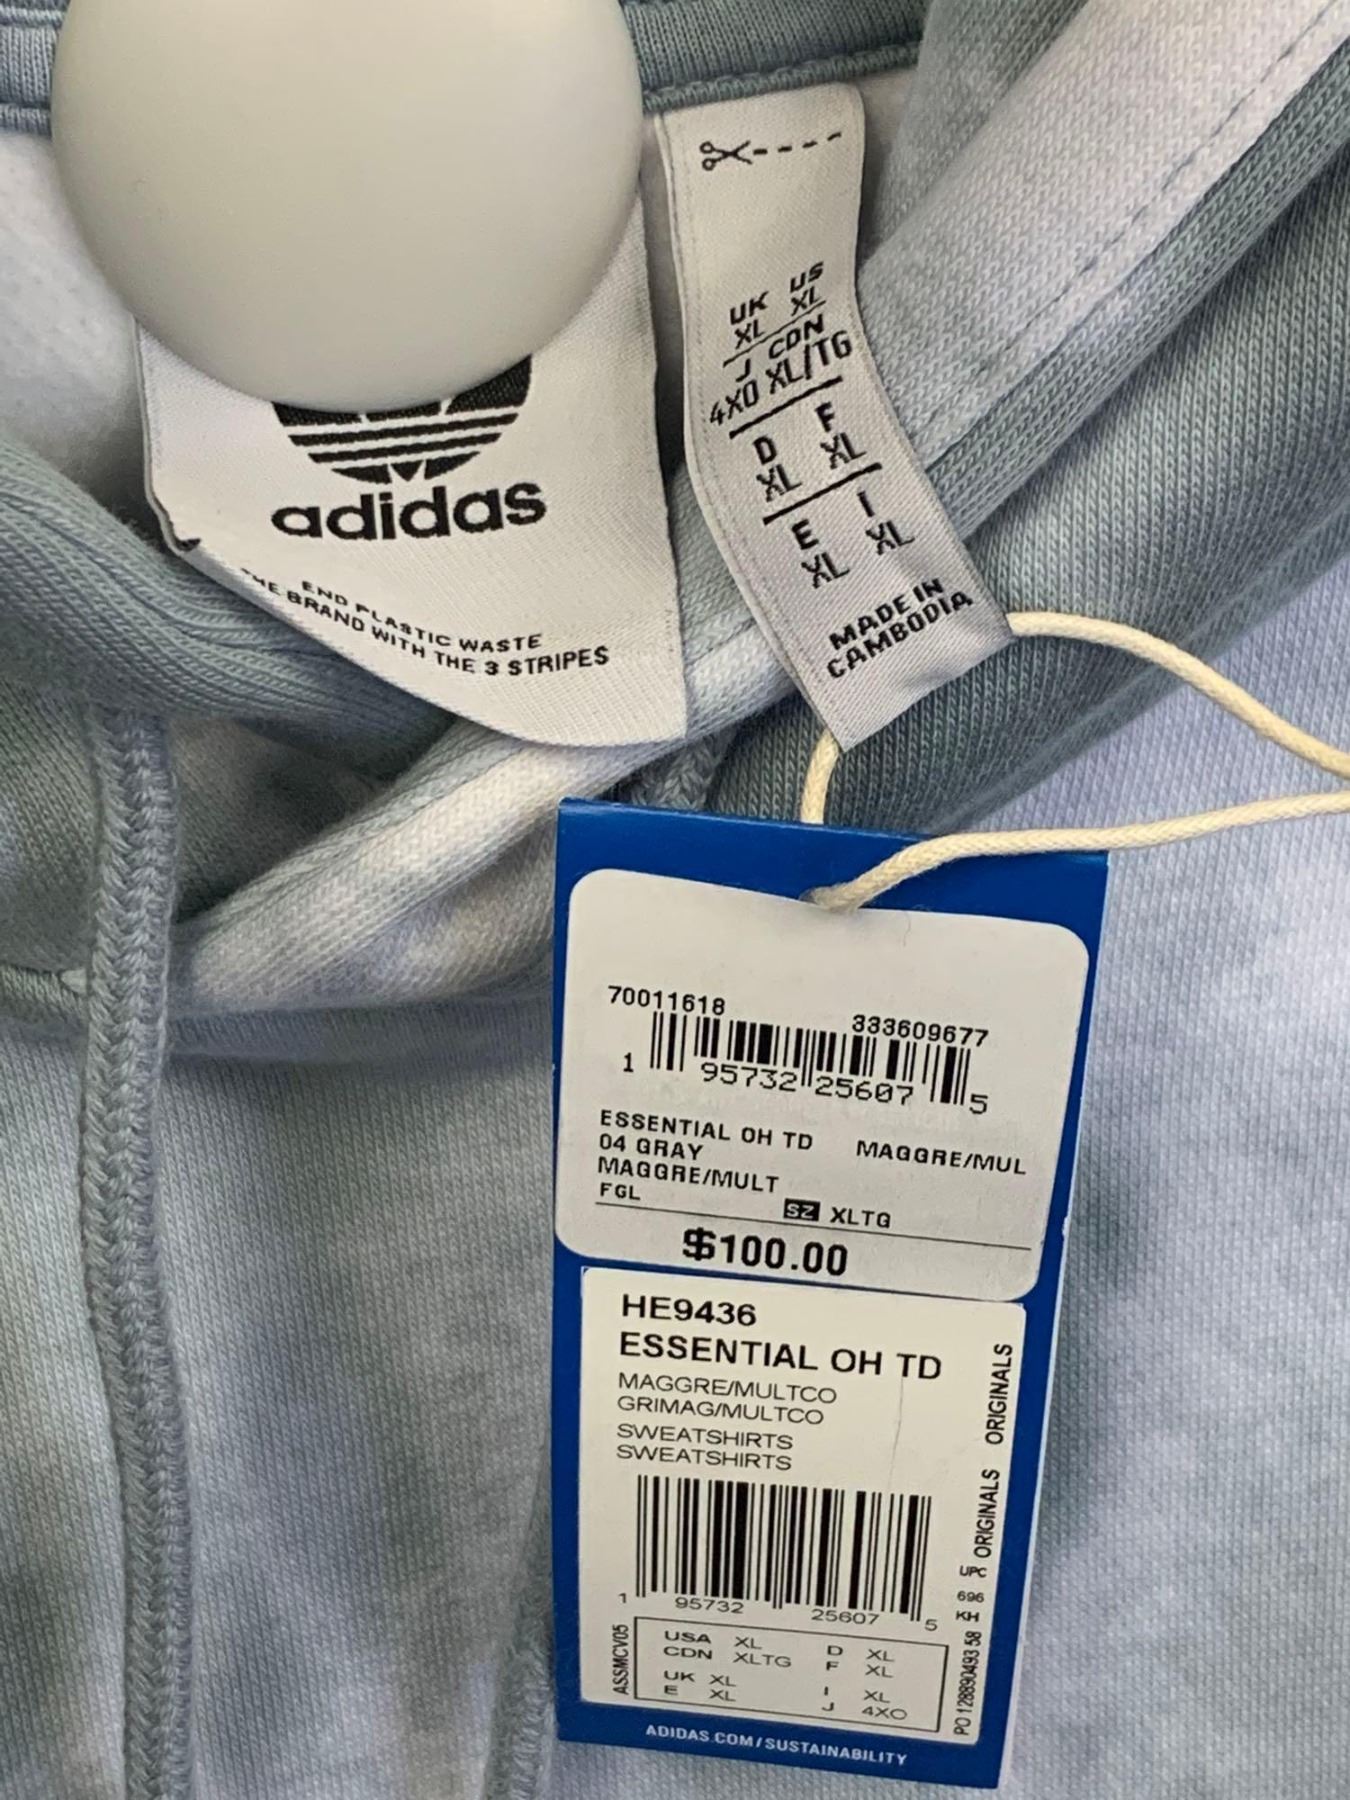 UK US
XL XL
J CDN
4XO XL/TG
D F
XL XL
E I
XL XL
MADE IN
CAMBODIA
adidas
END PLASTIC WASTE
THE BRAND WITH THE 3 STRIPES
70011618 333609677
1 95732 25607 5
ESSENTIAL OH TD MAGGRE/MUL
04 GRAY
MAGGRE/MULT
FGL
SZ XLTG
$100.00
HE9436
ESSENTIAL OH TD
MAGGRE/MULTCO
GRIMAG/MULTCO
SWEATSHIRTS
SWEATSHIRTS
ORIGINALS ORIGINALS
1 95732 25607 5
UPC
696
KH
PO 128890493 58
ASSMCV05
USA XL D XL
CDN XLTG F XL
UK XL I XL
E XL J 4XO
ADIDAS.COM/SUSTAINABILITY